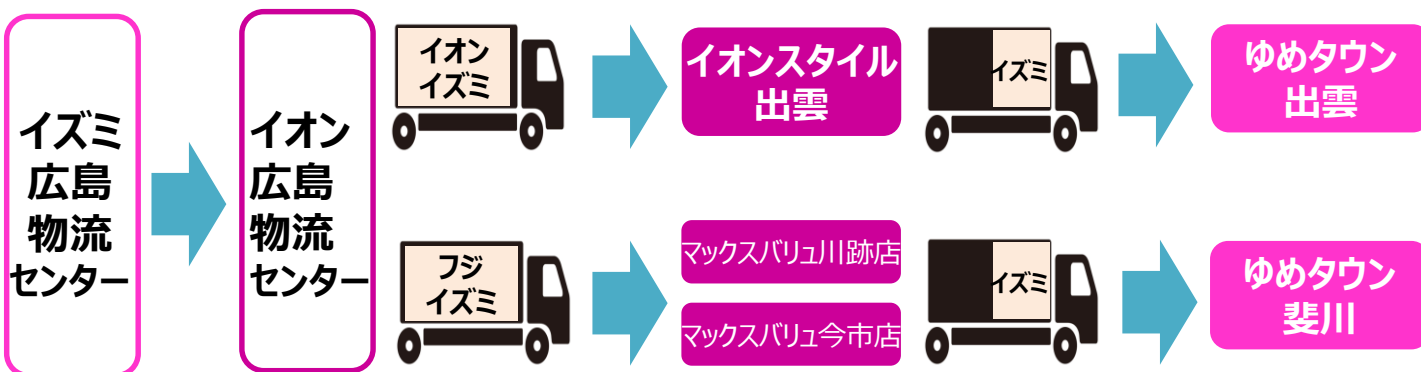 イズミ
広島
物流
センター
イオン
広島
物流
センター
イオン
イズミ
イオンスタイル
出雲
イズミ
ゆめタウン
出雲
フジ
イズミ
マックスバリュ川跡店
マックスバリュ今市店
イズミ
ゆめタウン
斐川